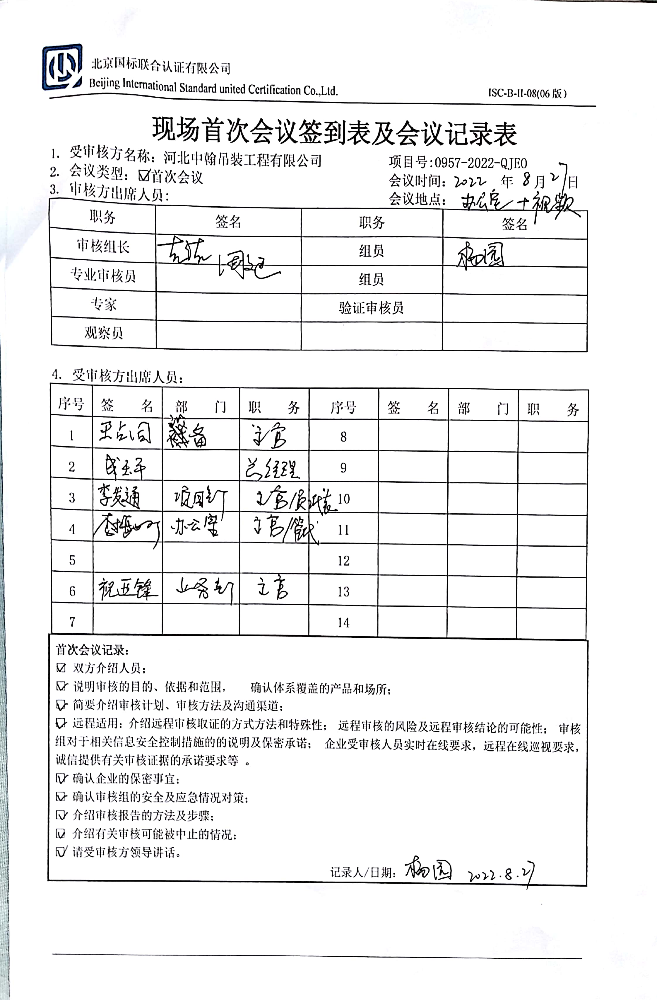 北京国标联合认证有限公司
Beijing International Standard united Certification Co.,Ltd.
ISC-B-II-08(06 版)
现场首次会议签到表及会议记录表
1. 受审核方名称：河北中翰吊装工程有限公司 项目号:0957-2022-QJEO
2. 会议类型：☑首次会议 会议时间：2022 年 8月27日
3. 审核方出席人员： 会议地点：办公室+视频
职务 签名 职务 签名
审核组长 组员 杨园
专业审核员 组员
专家 验证审核员
观察员
4. 受审核方出席人员：
序号 签 名 部 门 职 务 序号 签 名 部 门 职 务
1 备 主官 8
2 总经理 9
3 李发通 项目部 主官/员工代表 10
4 办公室 主官/管代 11
5 12
6 祝亚锋 业务部 主官 13
7 14
首次会议记录：
☑ 双方介绍人员；
☑ 说明审核的目的、依据和范围， 确认体系覆盖的产品和场所；
☑ 简要介绍审核计划、审核方法及沟通渠道；
☑ 远程适用：介绍远程审核取证的方式方法和特殊性； 远程审核的风险及远程审核结论的可能性； 审核
组对于相关信息安全控制措施的的说明及保密承诺； 企业受审核人员实时在线要求，远程在线巡视要求，
诚信提供有关审核证据的承诺要求等 。
☑ 确认企业的保密事宜；
☑ 确认审核组的安全及应急情况对策；
☑ 介绍审核报告的方法及步骤；
☑ 介绍有关审核可能被中止的情况；
☑ 请受审核方领导讲话。
记录人/日期：杨园 2022.8.27